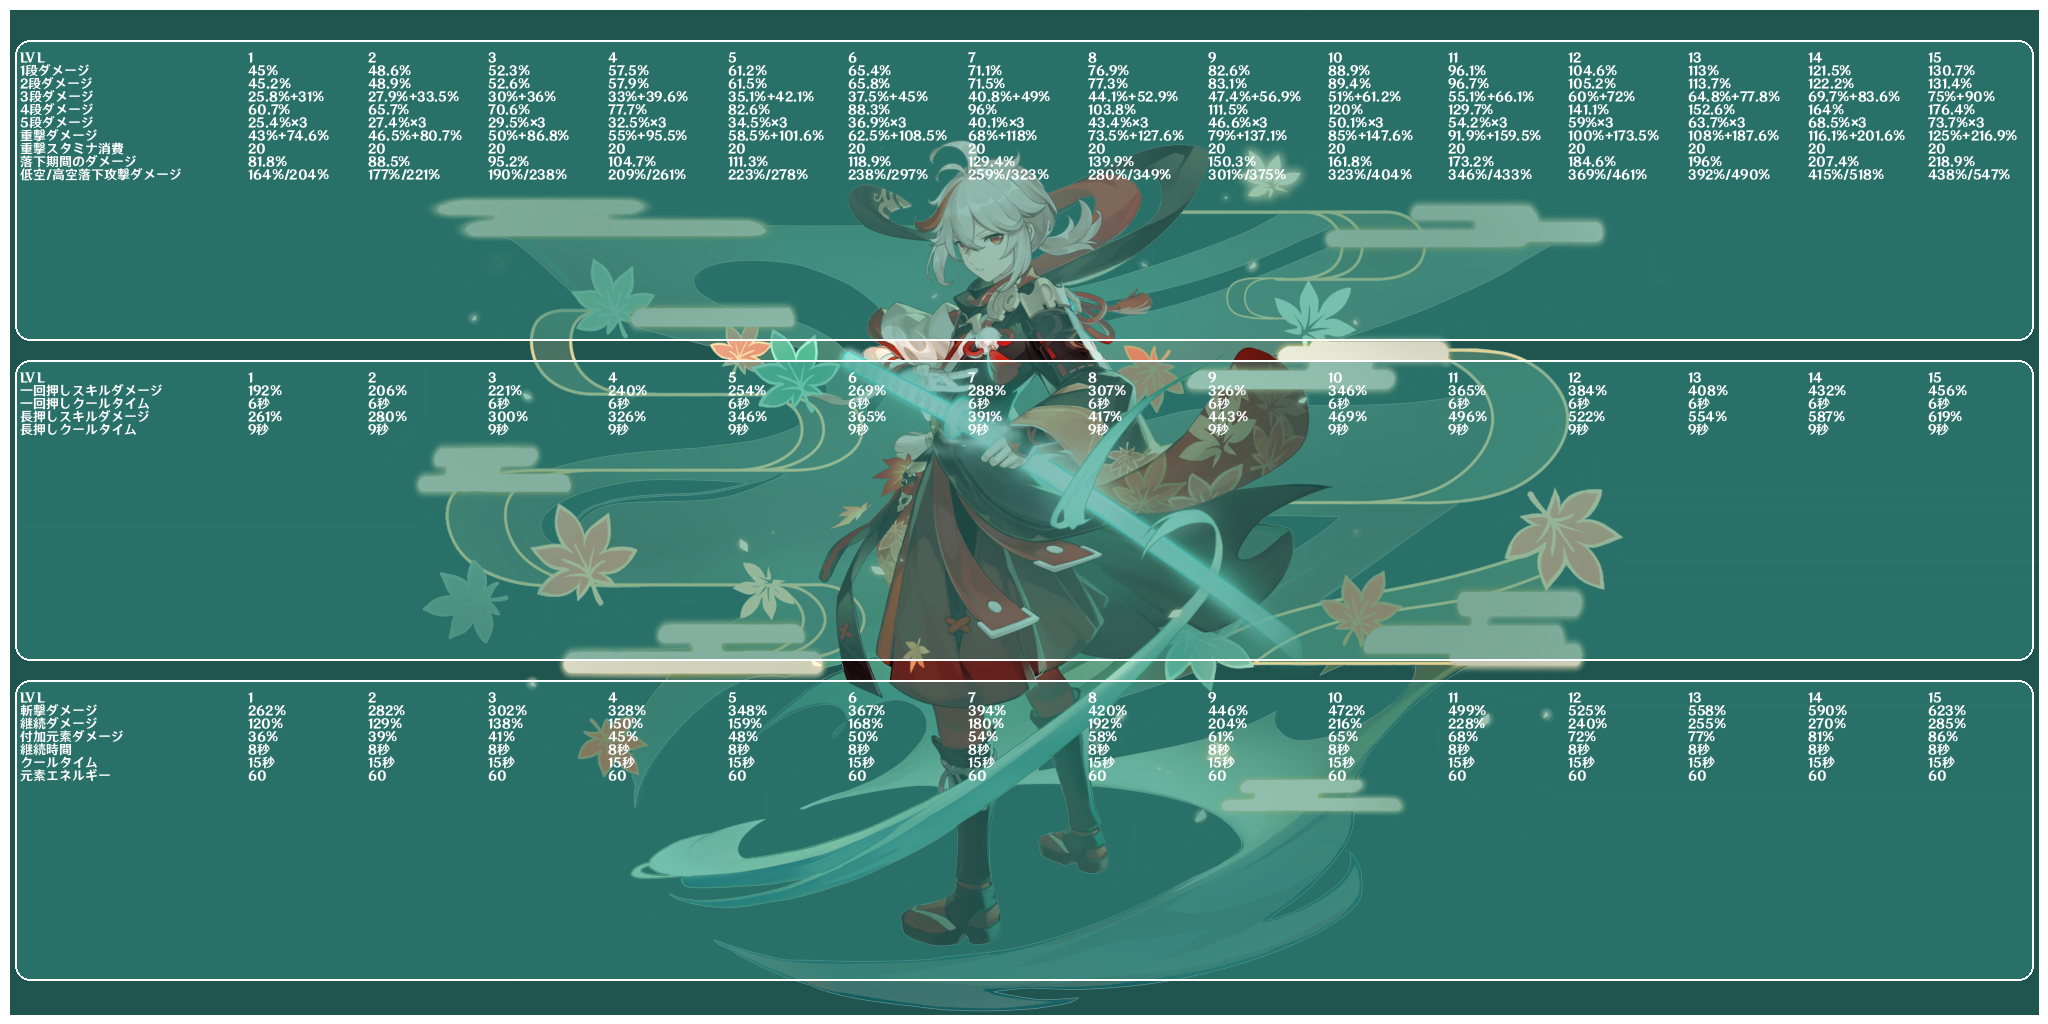 LVL 1 2 3 4 5 6 7 8 9 10 11 12 13 14 15
1段ダメージ 45% 48.6% 52.3% 57.5% 61.2% 65.4% 71.1% 76.9% 82.6% 88.9% 96.1% 104.6% 113% 121.5% 130.7%
2段ダメージ 45.2% 48.9% 52.6% 57.9% 61.5% 65.8% 71.5% 77.3% 83.1% 89.4% 96.7% 105.2% 113.7% 122.2% 131.4%
3段ダメージ 25.8%+31% 27.9%+33.5% 30%+36% 33%+39.6% 35.1%+42.1% 37.5%+45% 40.8%+49% 44.1%+52.9% 47.4%+56.9% 51%+61.2% 55.1%+66.1% 60%+72% 64.8%+77.8% 69.7%+83.6% 75%+90%
4段ダメージ 60.7% 65.7% 70.6% 77.7% 82.6% 88.3% 96% 103.8% 111.5% 120% 129.7% 141.1% 152.6% 164% 176.4%
5段ダメージ 25.4%×3 27.4%×3 29.5%×3 32.5%×3 34.5%×3 36.9%×3 40.1%×3 43.4%×3 46.6%×3 50.1%×3 54.2%×3 59%×3 63.7%×3 68.5%×3 73.7%×3
重撃ダメージ 43%+74.6% 46.5%+80.7% 50%+86.8% 55%+95.5% 58.5%+101.6% 62.5%+108.5% 68%+118% 73.5%+127.6% 79%+137.1% 85%+147.6% 91.9%+159.5% 100%+173.5% 108%+187.6% 116.1%+201.6% 125%+216.9%
重撃スタミナ消費 20 20 20 20 20 20 20 20 20 20 20 20 20 20 20
落下期間のダメージ 81.8% 88.5% 95.2% 104.7% 111.3% 118.9% 129.4% 139.9% 150.3% 161.8% 173.2% 184.6% 196% 207.4% 218.9%
低空/高空落下攻撃ダメージ 164%/204% 177%/221% 190%/238% 209%/261% 223%/278% 238%/297% 259%/323% 280%/349% 301%/375% 323%/404% 346%/433% 369%/461% 392%/490% 415%/518% 438%/547%
LVL 1 2 3 4 5 6 7 8 9 10 11 12 13 14 15
一回押しスキルダメージ 192% 206% 221% 240% 254% 269% 288% 307% 326% 346% 365% 384% 408% 432% 456%
一回押しクールタイム 6秒 6秒 6秒 6秒 6秒 6秒 6秒 6秒 6秒 6秒 6秒 6秒 6秒 6秒 6秒
長押しスキルダメージ 261% 280% 300% 326% 346% 365% 391% 417% 443% 469% 496% 522% 554% 587% 619%
長押しクールタイム 9秒 9秒 9秒 9秒 9秒 9秒 9秒 9秒 9秒 9秒 9秒 9秒 9秒 9秒 9秒
LVL 1 2 3 4 5 6 7 8 9 10 11 12 13 14 15
斬撃ダメージ 262% 282% 302% 328% 348% 367% 394% 420% 446% 472% 499% 525% 558% 590% 623%
継続ダメージ 120% 129% 138% 150% 159% 168% 180% 192% 204% 216% 228% 240% 255% 270% 285%
付加元素ダメージ 36% 39% 41% 45% 48% 50% 54% 58% 61% 65% 68% 72% 77% 81% 86%
継続時間 8秒 8秒 8秒 8秒 8秒 8秒 8秒 8秒 8秒 8秒 8秒 8秒 8秒 8秒 8秒
クールタイム 15秒 15秒 15秒 15秒 15秒 15秒 15秒 15秒 15秒 15秒 15秒 15秒 15秒 15秒 15秒
元素エネルギー 60 60 60 60 60 60 60 60 60 60 60 60 60 60 60